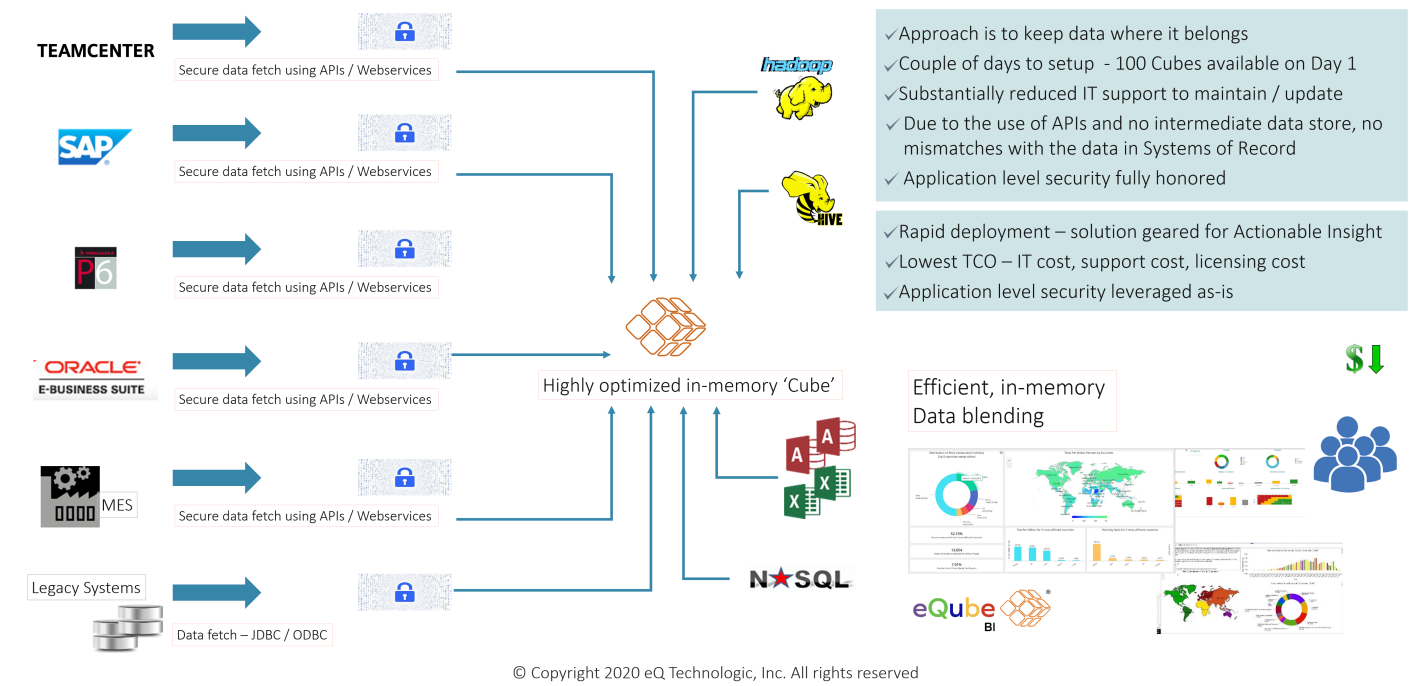 TEAMCENTER
Secure data fetch using APIs / Webservices
SAP
Secure data fetch using APIs / Webservices
P6
Secure data fetch using APIs / Webservices
ORACLE
E-BUSINESS SUITE
Secure data fetch using APIs / Webservices
MES
Secure data fetch using APIs / Webservices
Legacy Systems
Data fetch – JDBC / ODBC
hadoop
HIVE
Highly optimized in-memory ‘Cube’
A
A
X
X
NOSQL
Approach is to keep data where it belongs
Couple of days to setup - 100 Cubes available on Day 1
Substantially reduced IT support to maintain / update
Due to the use of APIs and no intermediate data store, no
mismatches with the data in Systems of Record
Application level security fully honored
Rapid deployment – solution geared for Actionable Insight
Lowest TCO – IT cost, support cost, licensing cost
Application level security leveraged as-is
$
Efficient, in-memory
Data blending
eQube
BI
© Copyright 2020 eQ Technologic, Inc. All rights reserved